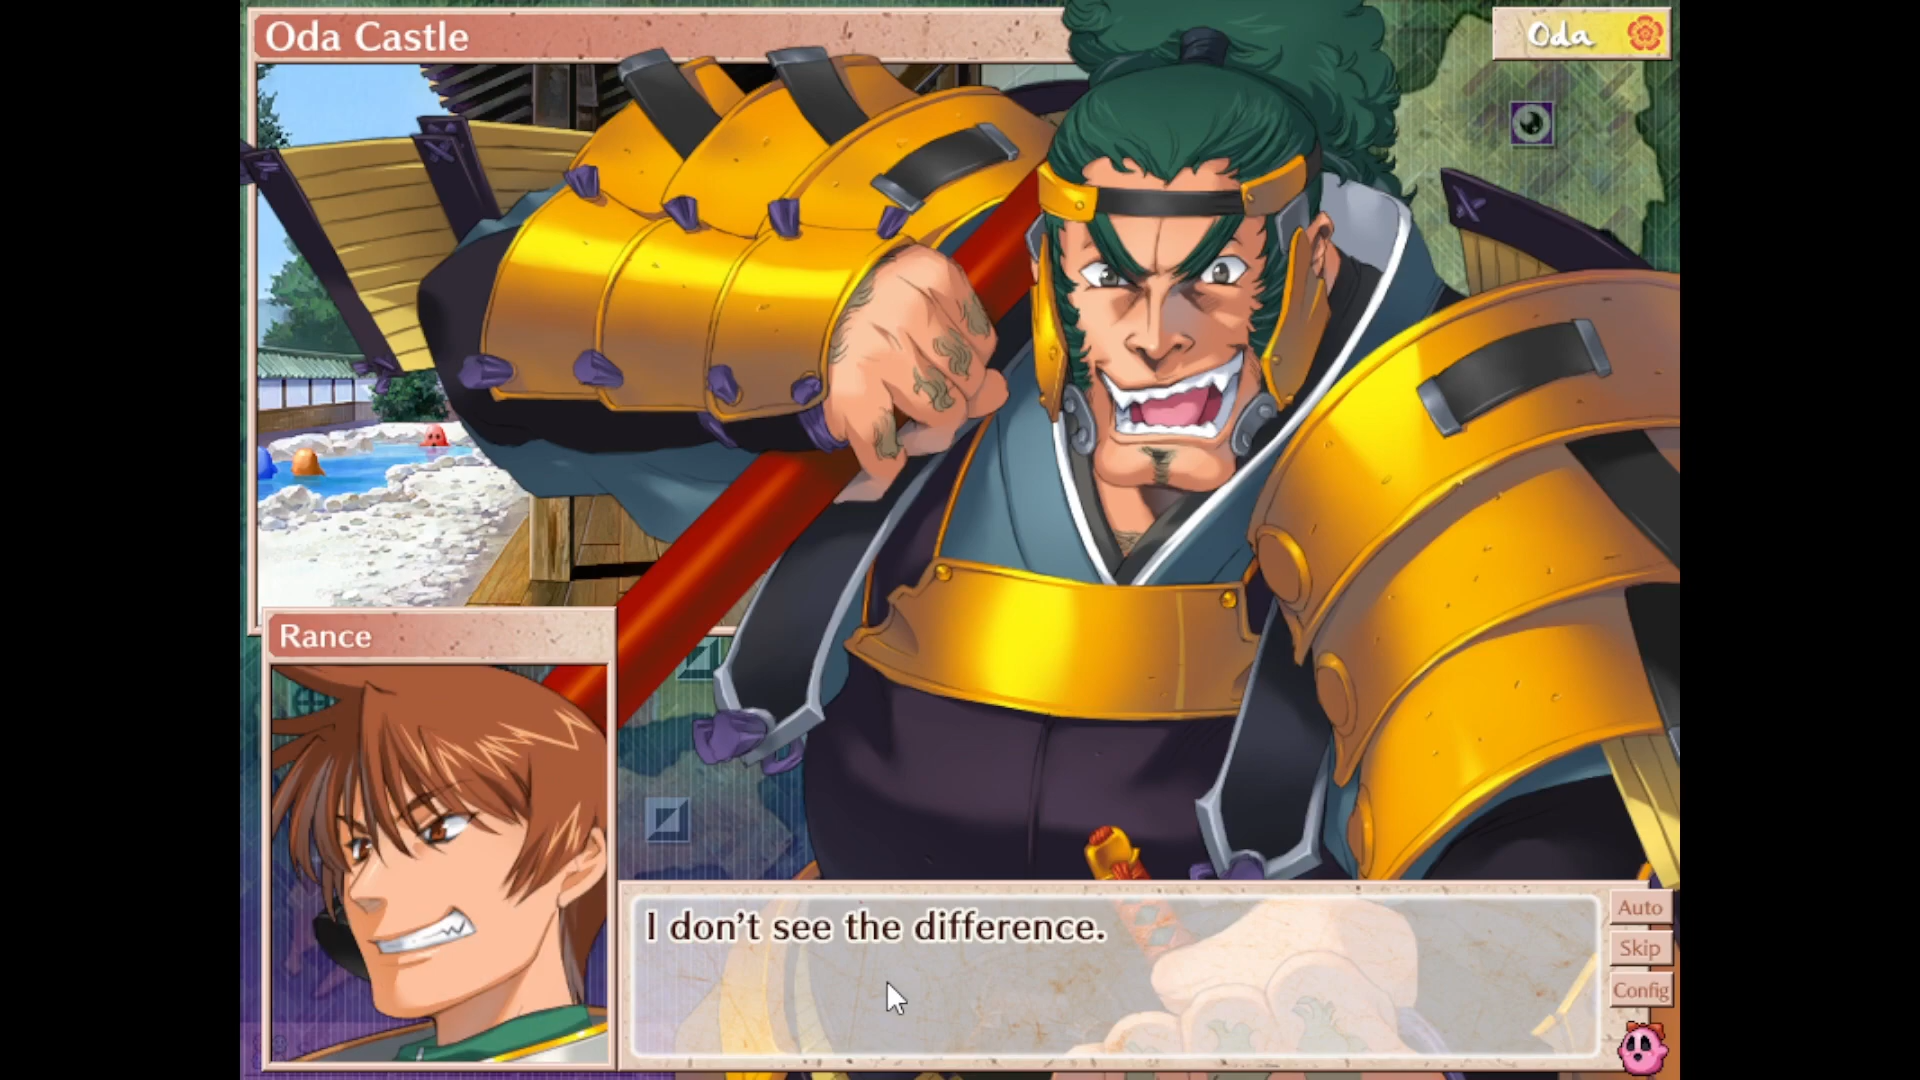 Oda Castle
Oda
Rance
I don't see the difference.
Auto
Skip
Config